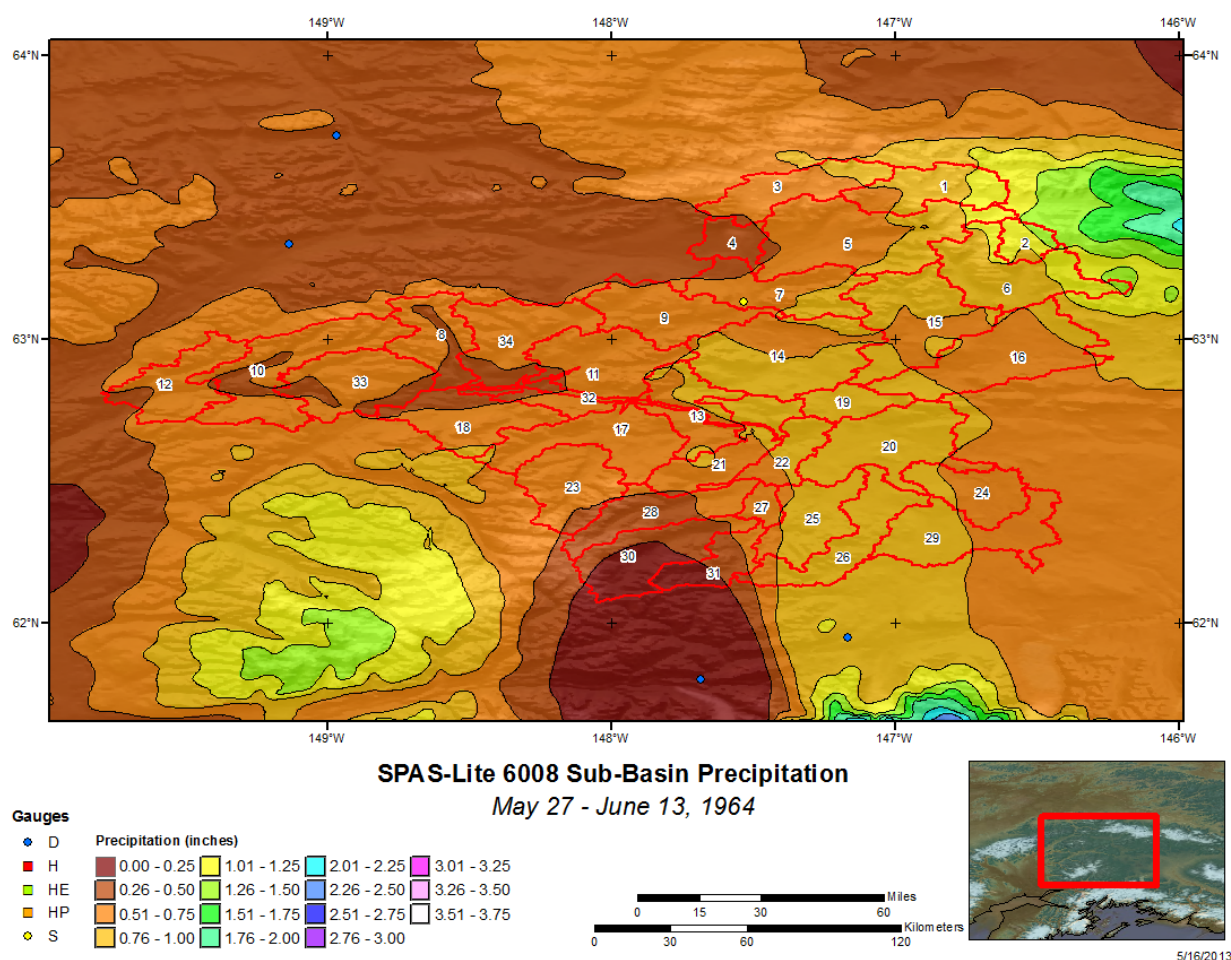 149°W 148°W 147°W 146°W
64°N 64°N
3 1
4 5 2
6
7
9 15
63°N 8 34 14 16 63°N
10 11
12 33 32 19
13
18 17 20
21 22
23 24
28 27 25
29
30 26
31
62°N 62°N
149°W 148°W 147°W 146°W
SPAS-Lite 6008 Sub-Basin Precipitation
May 27 - June 13, 1964
Gauges
D
H
HE
HP
S
Precipitation (inches)
0.00 - 0.25 1.01 - 1.25 2.01 - 2.25 3.01 - 3.25
0.26 - 0.50 1.26 - 1.50 2.26 - 2.50 3.26 - 3.50
0.51 - 0.75 1.51 - 1.75 2.51 - 2.75 3.51 - 3.75
0.76 - 1.00 1.76 - 2.00 2.76 - 3.00
Miles
0 15 30 60
Kilometers
0 30 60 120
5/16/2013